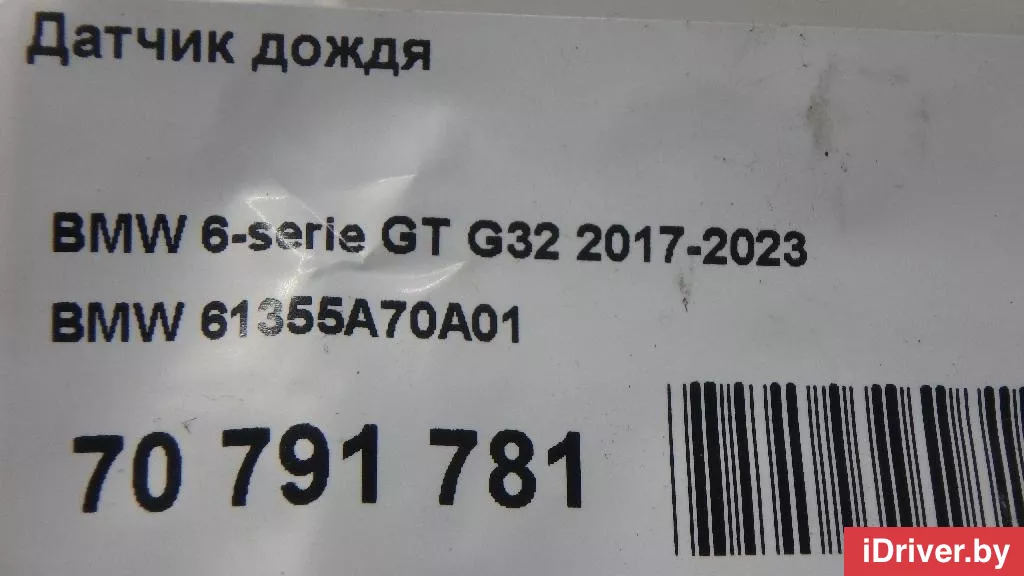 Датчик дождя
BMW 6-serie GT G32 2017-2023
BMW 61355A70A01
70 791 781
iDriver.by